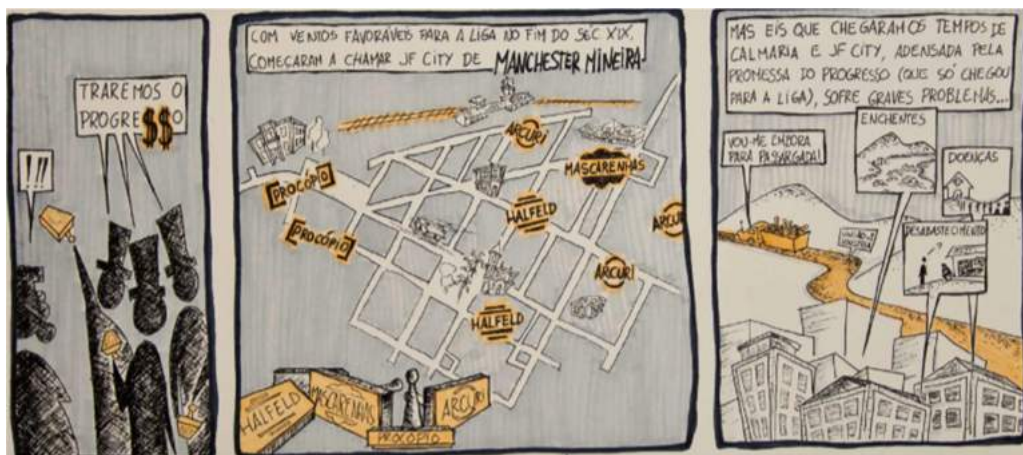 TRAREMOS O
PROGRE$$O
!!
COM VENTOS FAVORÁVEIS PARA A LIGA NO FIM DO SÉC XIX,
COMEÇARAM A CHAMAR JF CITY DE MANCHESTER MINEIRA
ARCURI
MASCARENHAS
PROCÓPIO
HALFELD
ARCURI
PROCÓPIO
ARCURI
HALFELD
HALFELD
MASCARENHAS
ARCURI
PROCÓPIO
MAS EIS QUE CHEGARAM OS TEMPOS DE
CALMARIA E JF CITY, ADENSADA PELA
PROMESSA DO PROGRESSO (QUE SÓ CHEGOU
PARA A LIGA), SOFRE GRAVES PROBLEMAS...
ENCHENTES
VOU-ME EMBORA
PARA PASSARGADA!
DOENÇAS
DESABASTECIMENTO
?